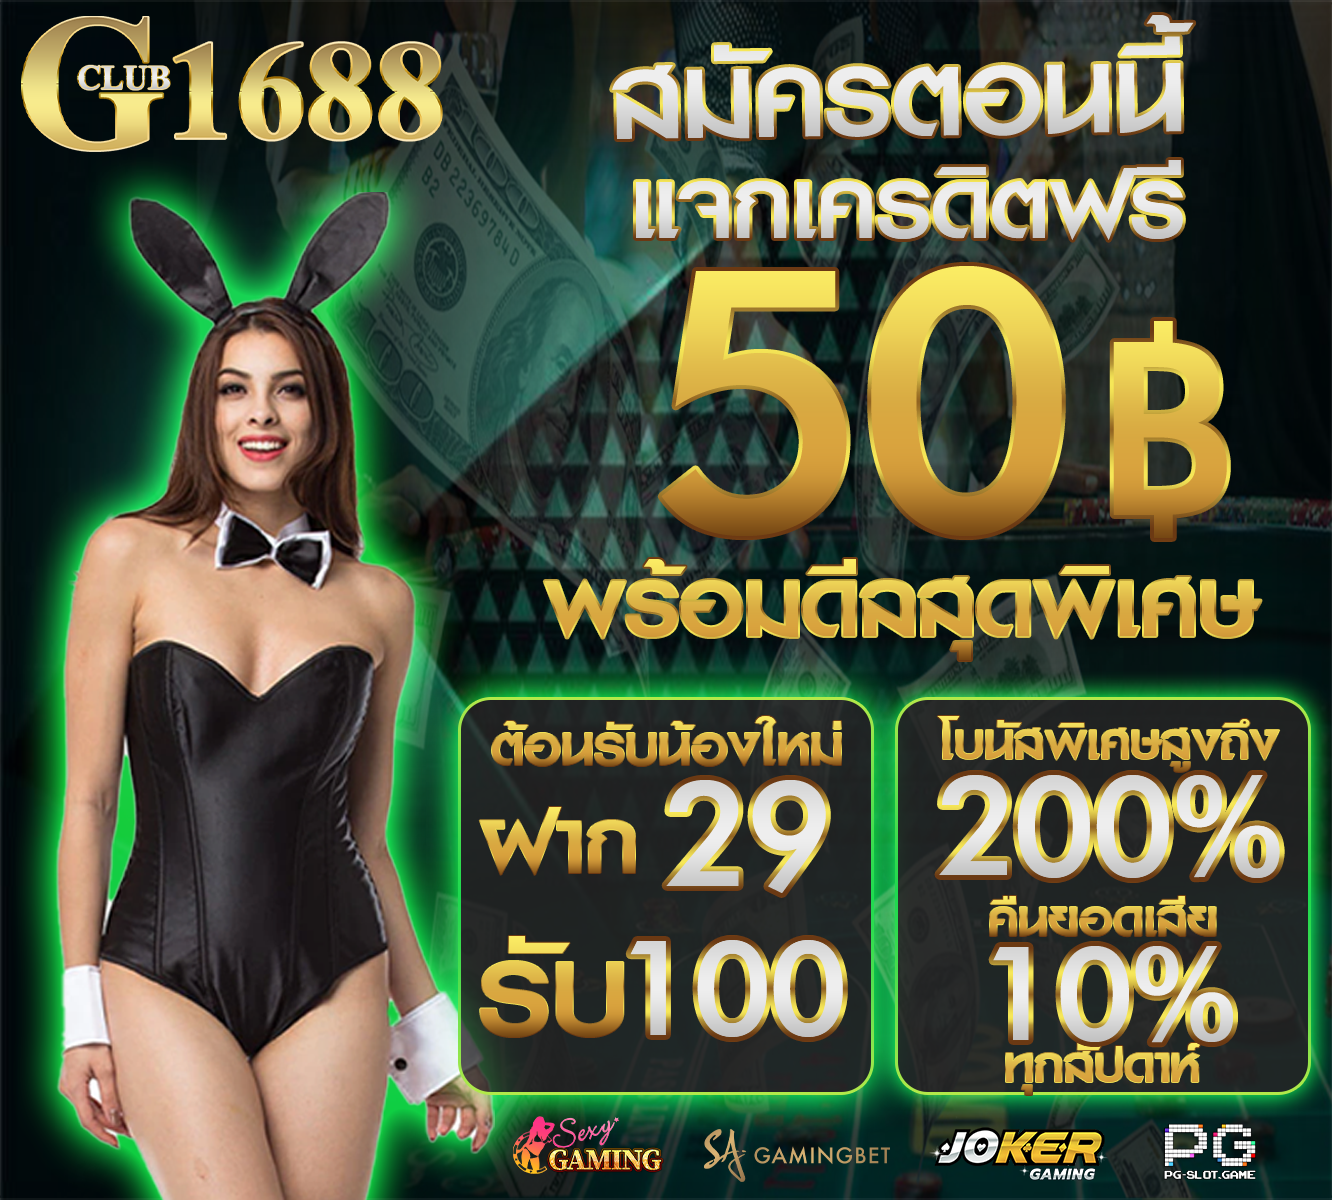 G CLUB 1688
สมัครตอนนี้
แจกเครดิตฟรี
50฿
พร้อมดีลสุดพิเศษ
ต้อนรับน้องใหม่
ฝาก 29
รับ100
โบนัสพิเศษสูงถึง
200%
คืนยอดเสีย
10%
ทุกสัปดาห์
Sexy
GAMING
SA GAMINGBET
JOKER
GAMING
PG
PG-SLOT.GAME
DB 22369784 D
B2